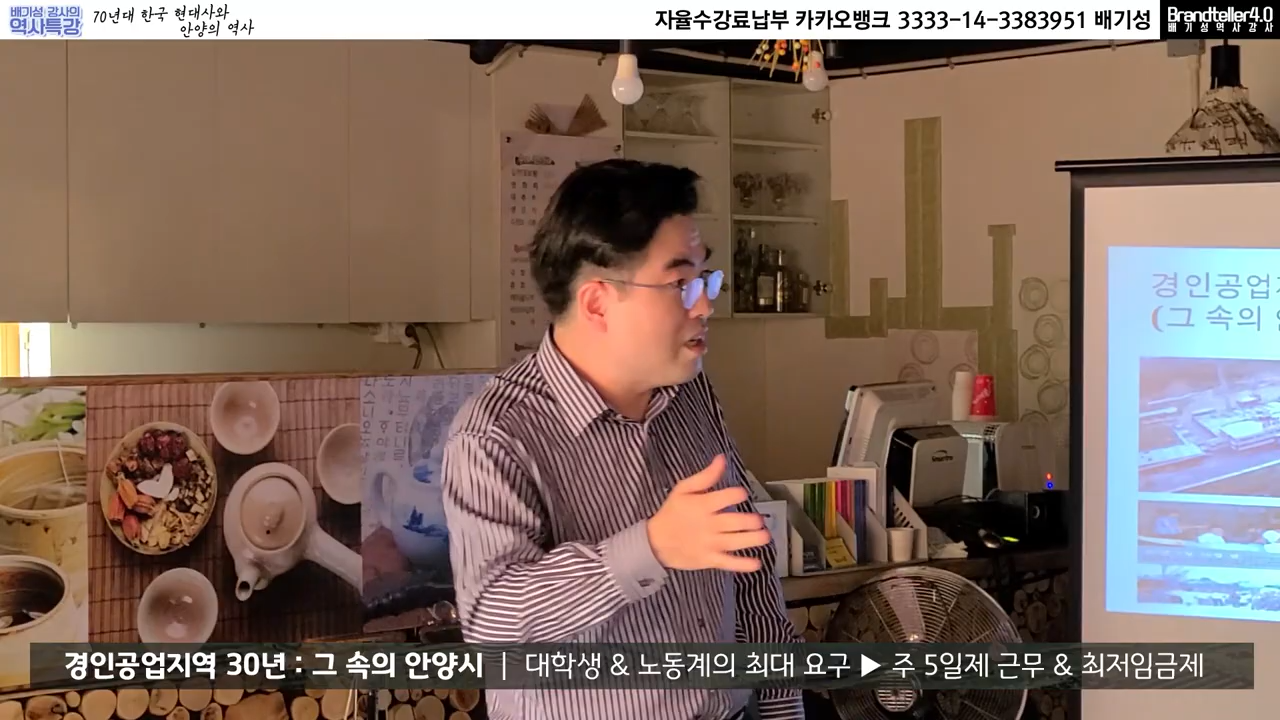 배기성 강사의
역사특강
70년대 한국 현대사와
안양의 역사
자율수강료납부 카카오뱅크 3333-14-3383951 배기성
Brandteller4.0
배기성역사강사
경인공업지
(그 속의
경인공업지역 30년 : 그 속의 안양시 | 대학생 & 노동계의 최대 요구 ▶ 주 5일제 근무 & 최저임금제